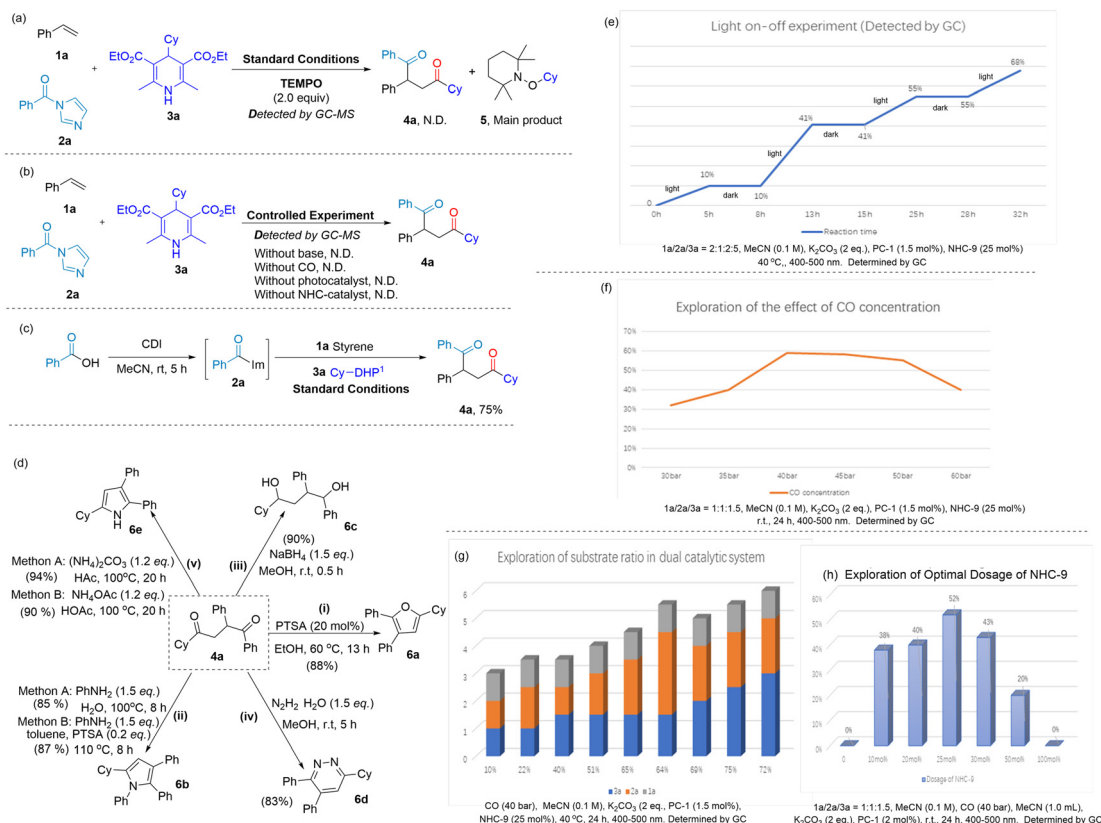 (a)
Ph
1a
O
Ph
N
N
2a
+
Cy
EtO₂C
CO₂Et
N
H
3a
Standard Conditions
TEMPO
(2.0 equiv)
Detected by GC-MS
Ph
O
O
Ph
Cy
4a, N.D.
+
N
O
Cy
5, Main product
(b)
Ph
1a
O
Ph
N
N
2a
+
Cy
EtO₂C
CO₂Et
N
H
3a
Controlled Experiment
Detected by GC-MS
Without base, N.D.
Without CO, N.D.
Without photocatalyst, N.D.
Without NHC-catalyst, N.D.
Ph
O
O
Ph
Cy
4a
(c)
O
Ph
OH
CDI
MeCN, rt, 5 h
O
Ph
Im
2a
1a Styrene
3a Cy−DHP¹
Standard Conditions
Ph
O
O
Ph
Cy
4a, 75%
(d)
Ph
Ph
Cy
N
H
6e
OH
Ph
OH
Cy
Ph
6c
Methon A: (NH₄)₂CO₃ (1.2 eq.)
(94%) HAc, 100°C, 20 h
Methon B: NH₄OAc (1.2 eq.)
(90 %) HOAc, 100 °C, 20 h
(v)
(iii)
(90%)
NaBH₄ (1.5 eq.)
MeOH, r.t, 0.5 h
O
Ph
O
Cy
Ph
4a
(i)
PTSA (20 mol%)
EtOH, 60 °C, 13 h
(88%)
Ph
O
Cy
Ph
6a
Methon A: PhNH₂ (1.5 eq.)
(85 %) H₂O, 100°C, 8 h
Methon B: PhNH₂ (1.5 eq.)
toluene, PTSA (0.2 eq.)
(87 %) 110 °C, 8 h
(ii)
(iv)
N₂H₂ H₂O (1.5 eq.)
MeOH, r.t, 5 h
Cy
Ph
N
Ph
Ph
6b
N
N
Cy
Ph
Ph
(83%)
6d
(e)
Light on-off experiment (Detected by GC)
0
light
10%
dark
10%
light
41%
dark
41%
light
55%
dark
55%
light
68%
0h 5h 8h 13h 15h 25h 28h 32h
Reaction time
1a/2a/3a = 2:1:2:5, MeCN (0.1 M), K₂CO₃ (2 eq.), PC-1 (1.5 mol%), NHC-9 (25 mol%)
40 °C,, 400-500 nm. Determined by GC
(f)
Exploration of the effect of CO concentration
70%
60%
50%
40%
30%
20%
10%
0%
30bar 35bar 40bar 45bar 50bar 60bar
CO concentration
1a/2a/3a = 1:1:1.5, MeCN (0.1 M), K₂CO₃ (2 eq.), PC-1 (1.5 mol%), NHC-9 (25 mol%)
r.t., 24 h, 400-500 nm. Determined by GC
(g)
Exploration of substrate ratio in dual catalytic system
6
5
4
3
2
1
0
10% 22% 40% 51% 65% 64% 69% 75% 72%
3a 2a 1a
CO (40 bar), MeCN (0.1 M), K₂CO₃ (2 eq., PC-1 (1.5 mol%),
NHC-9 (25 mol%), 40 °C, 24 h, 400-500 nm. Determined by GC
(h)
Exploration of Optimal Dosage of NHC-9
60%
50%
40%
30%
20%
10%
0%
0% 38% 40% 52% 43% 20% 0%
0 10mol% 20mol% 25mol% 30mol% 50mol% 100mol%
Dosage of NHC-9
1a/2a/3a = 1:1:1.5, MeCN (0.1 M), CO (40 bar), MeCN (1.0 mL),
K₂CO₃ (2 eq.), PC-1 (2 mol%), r.t., 24 h, 400-500 nm. Determined by GC